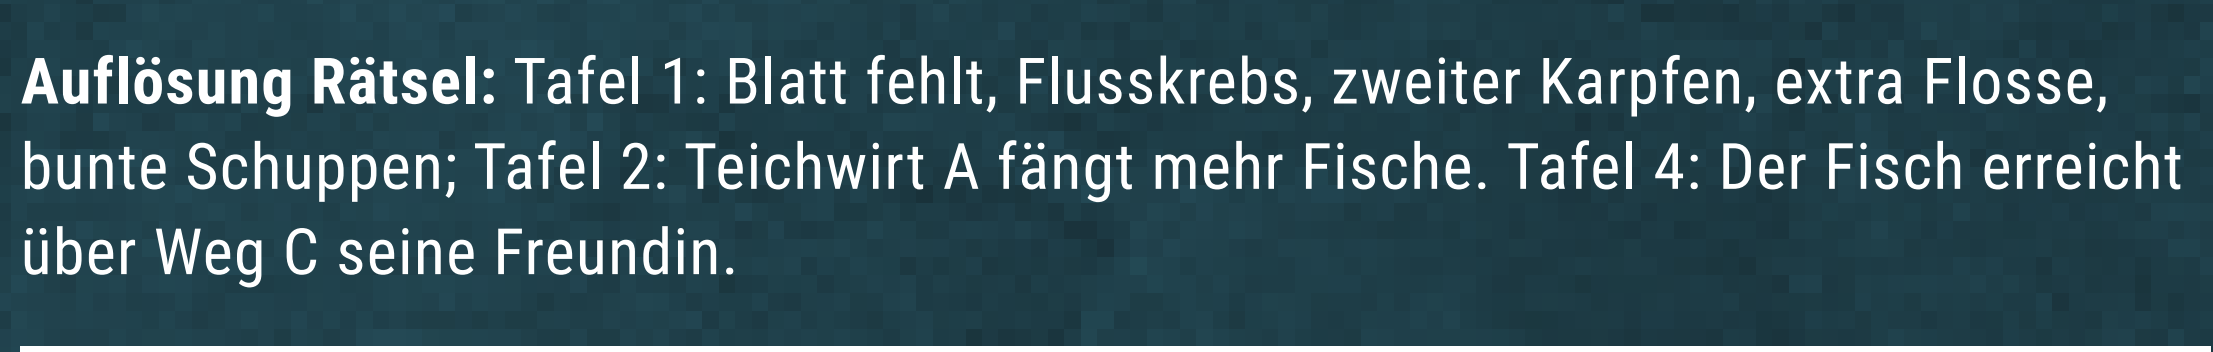 Auflösung Rätsel: Tafel 1: Blatt fehlt, Flusskrebs, zweiter Karpfen, extra Flosse,
bunte Schuppen; Tafel 2: Teichwirt A fängt mehr Fische. Tafel 4: Der Fisch erreicht
über Weg C seine Freundin.